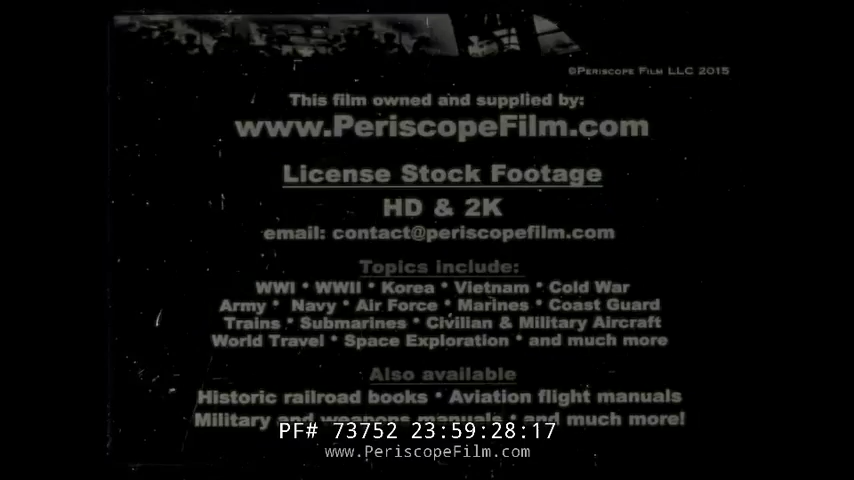 ©Periscope Film LLC 2015
This film owned and supplied by:
www.PeriscopeFilm.com
License Stock Footage
HD & 2K
email: contact@periscopefilm.com
Topics include:
WWI * WWII * Korea * Vietnam * Cold War
Army * Navy * Air Force * Marines * Coast Guard
Trains * Submarines * Civilian & Military Aircraft
World Travel * Space Exploration * and much more
Also available
Historic railroad books * Aviation flight manuals
Military and weapons manuals * and much more!
PF# 73752 23:59:28:17
www.PeriscopeFilm.com